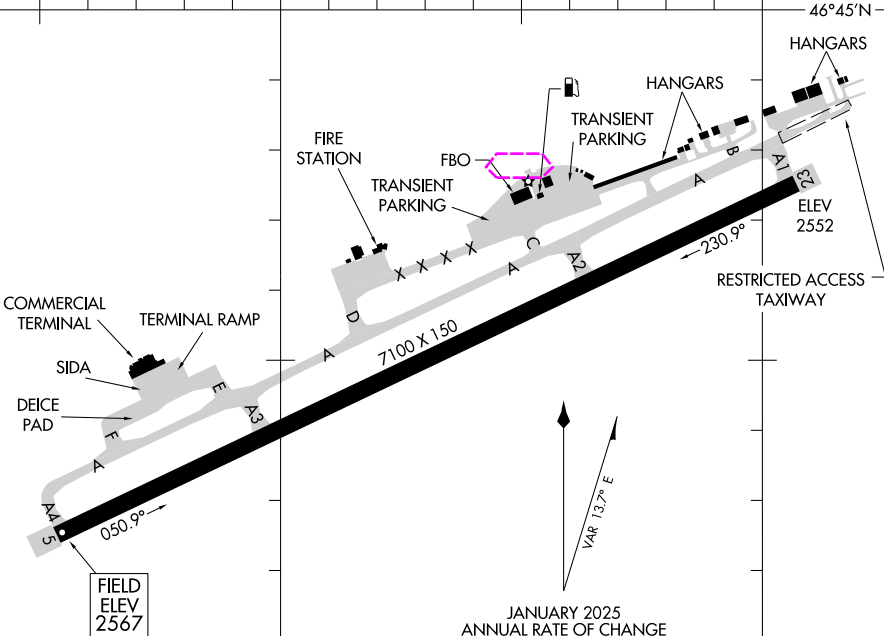 46°45'N
HANGARS
HANGARS
TRANSIENT
PARKING
FIRE
STATION
FBO
TRANSIENT
PARKING
B
A1
23
A
ELEV
2552
C
A2
A
230.9°
RESTRICTED ACCESS
TAXIWAY
X X X X
COMMERCIAL
TERMINAL
TERMINAL RAMP
D
A
7100 X 150
SIDA
DEICE
PAD
E
A3
F
A
A4
5
050.9°
VAR 13.7° E
FIELD
ELEV
2567
JANUARY 2025
ANNUAL RATE OF CHANGE